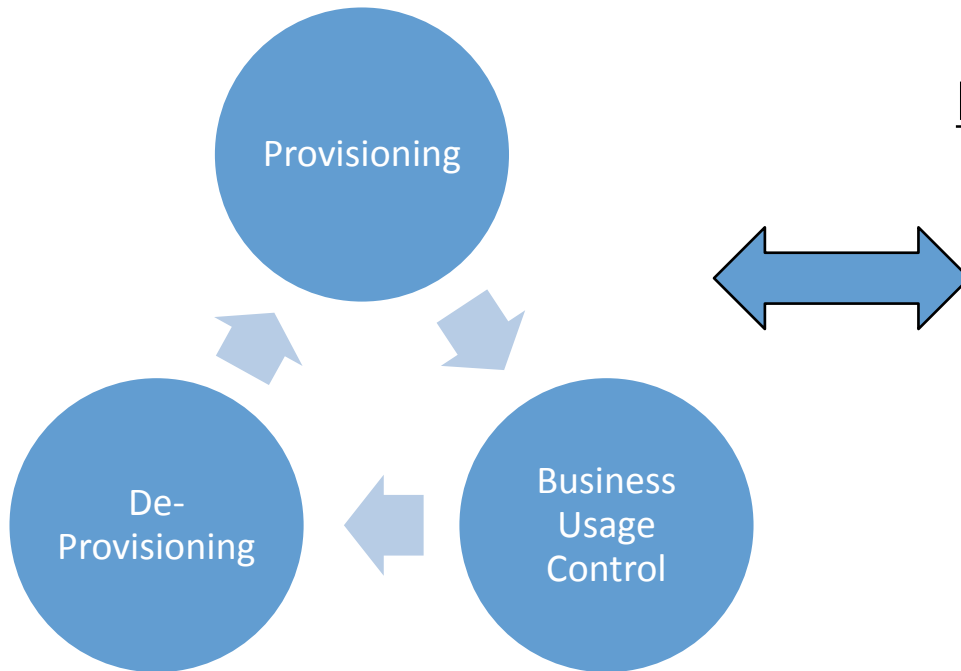 Provisioning
De-
Provisioning
Business
Usage
Control